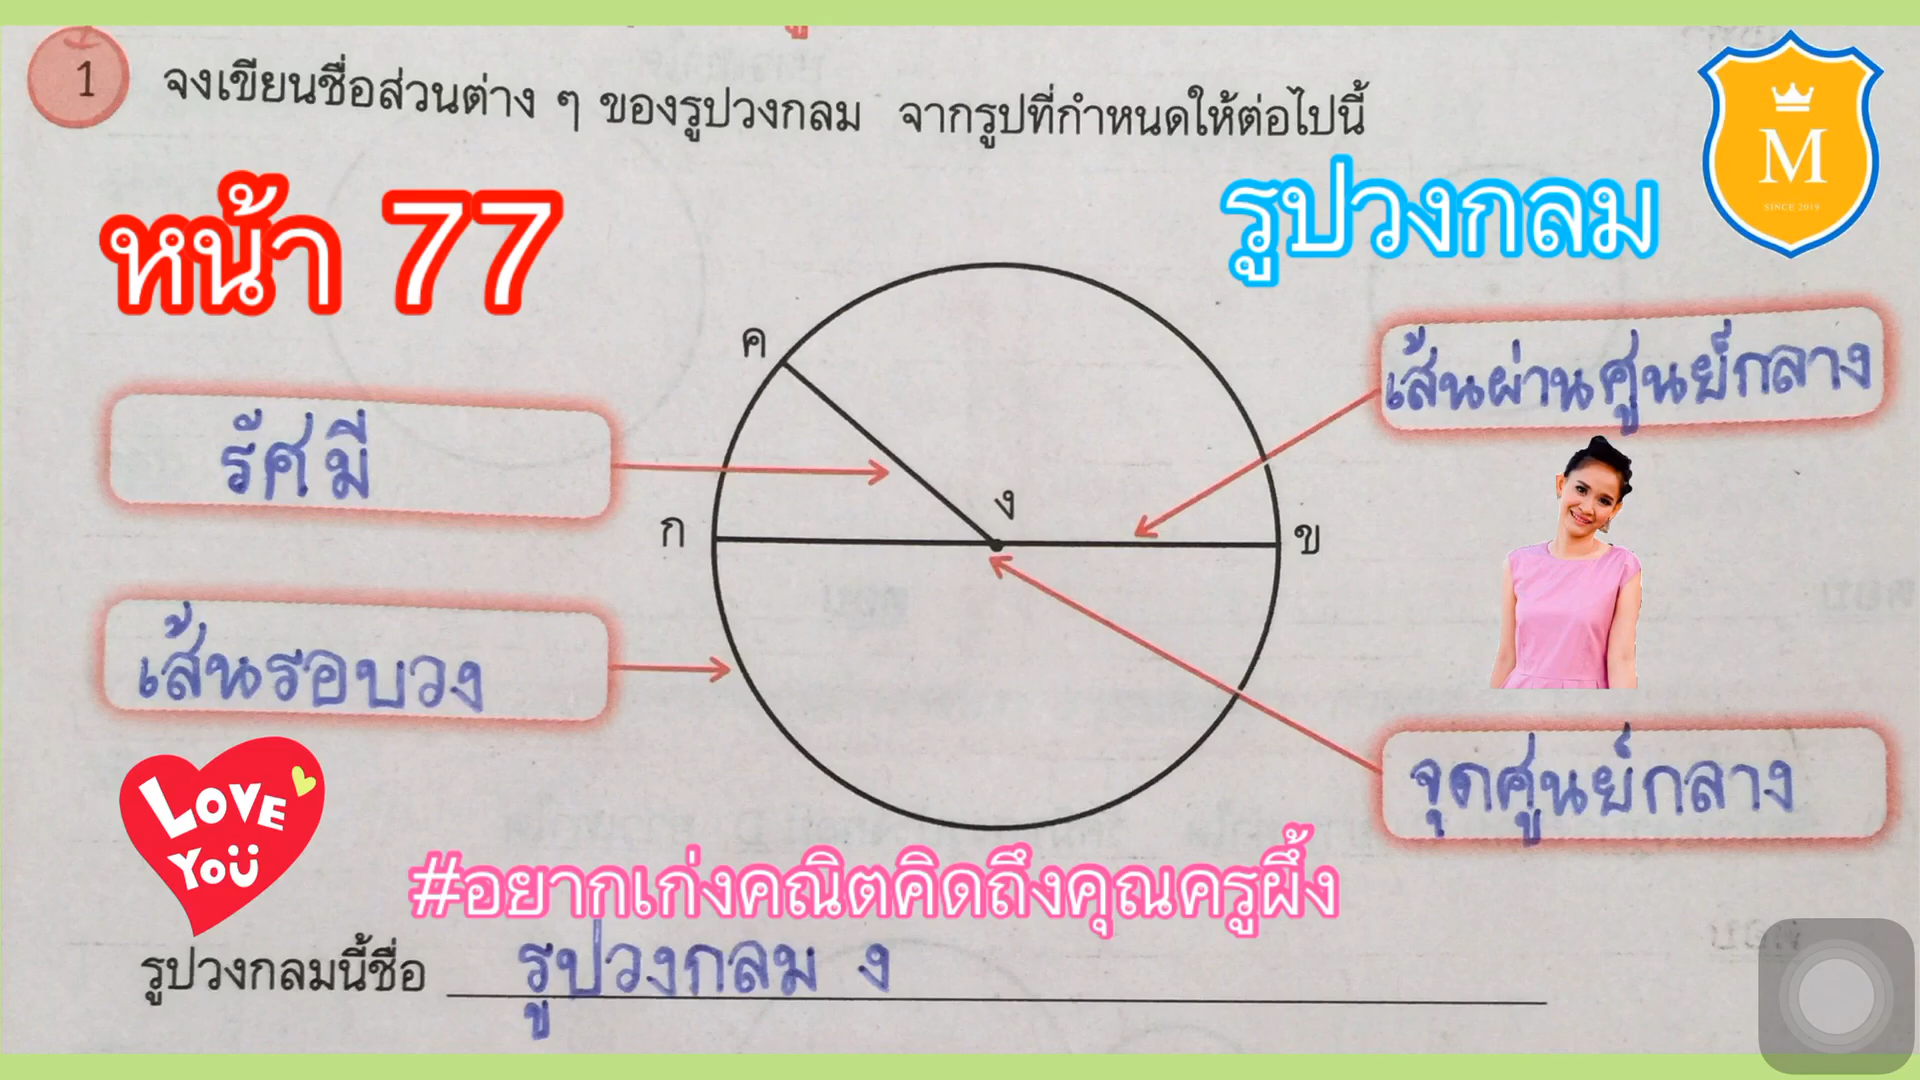 1 จงเขียนชื่อส่วนต่าง ๆ ของรูปวงกลม จากรูปที่กำหนดให้ต่อไปนี้
M
SINCE 2019
หน้า 77
รูปวงกลม
ค
เส้นผ่านศูนย์กลาง
รัศมี
ง
ก
ข
เส้นรอบวง
จุดศูนย์กลาง
LOVE
YOU
#อยากเก่งคณิตคิดถึงคุณครูผึ้ง
รูปวงกลมนี้ชื่อ รูปวงกลม ง